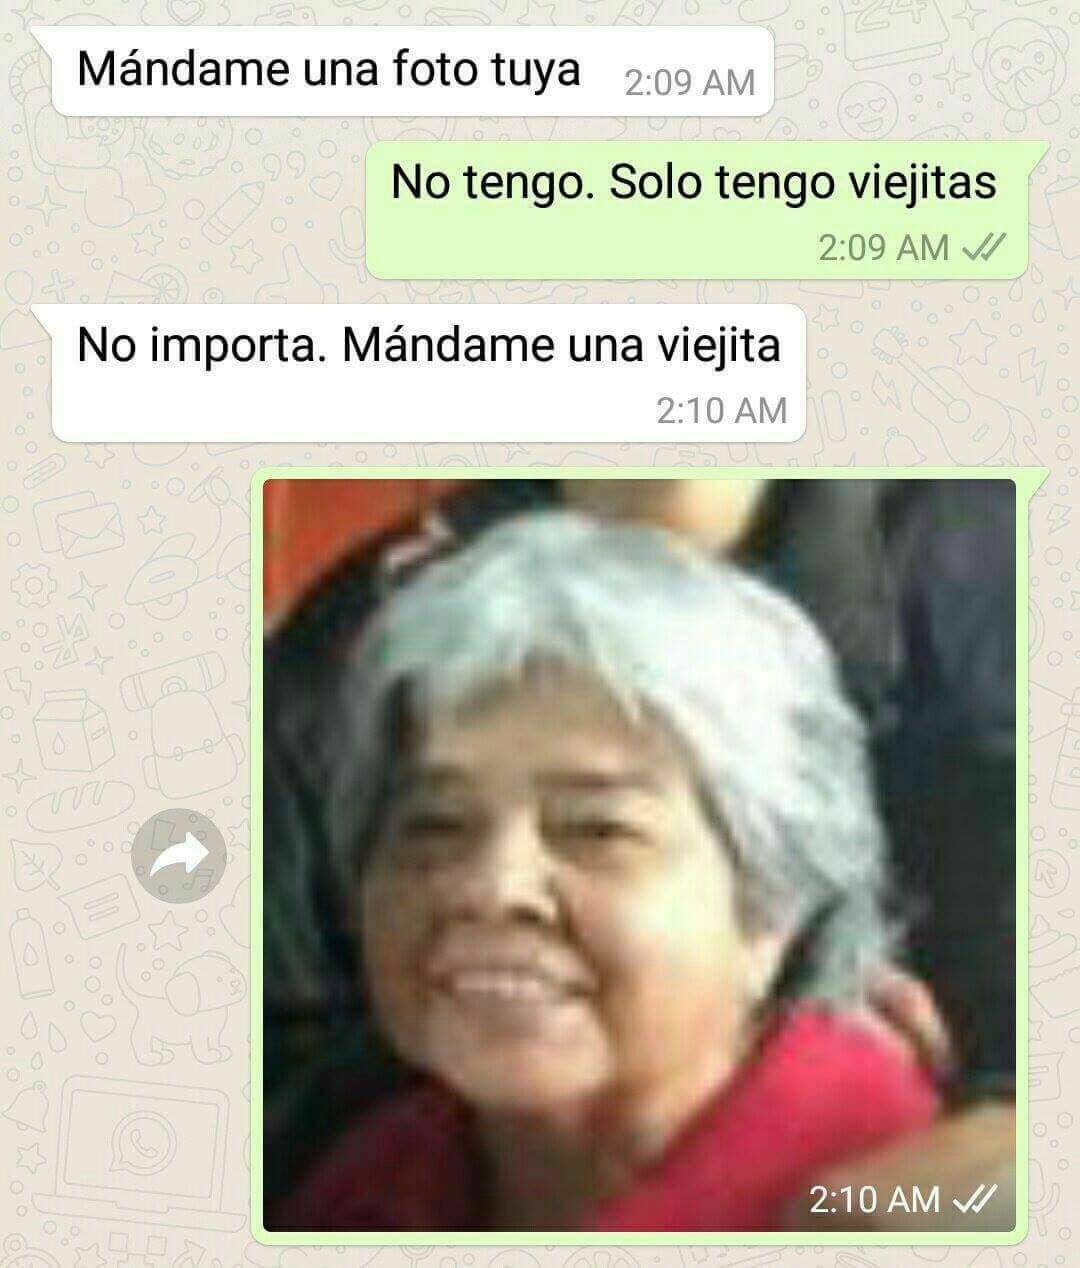 Mándame una foto tuya 2:09 AM
No tengo. Solo tengo viejitas
2:09 AM
No importa. Mándame una viejita
2:10 AM
2:10 AM